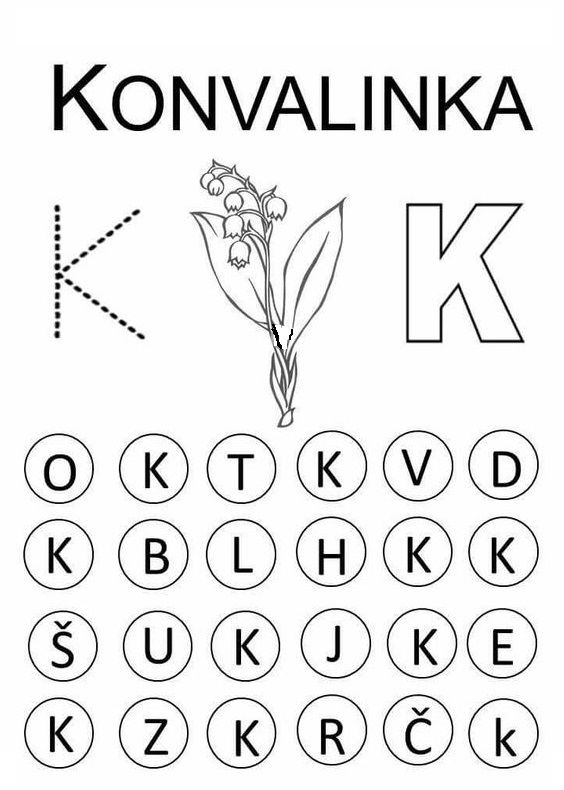 KONVALINKA
K K
O K T K V D
K B L H K K
Š U K J K E
K Z K R Č k